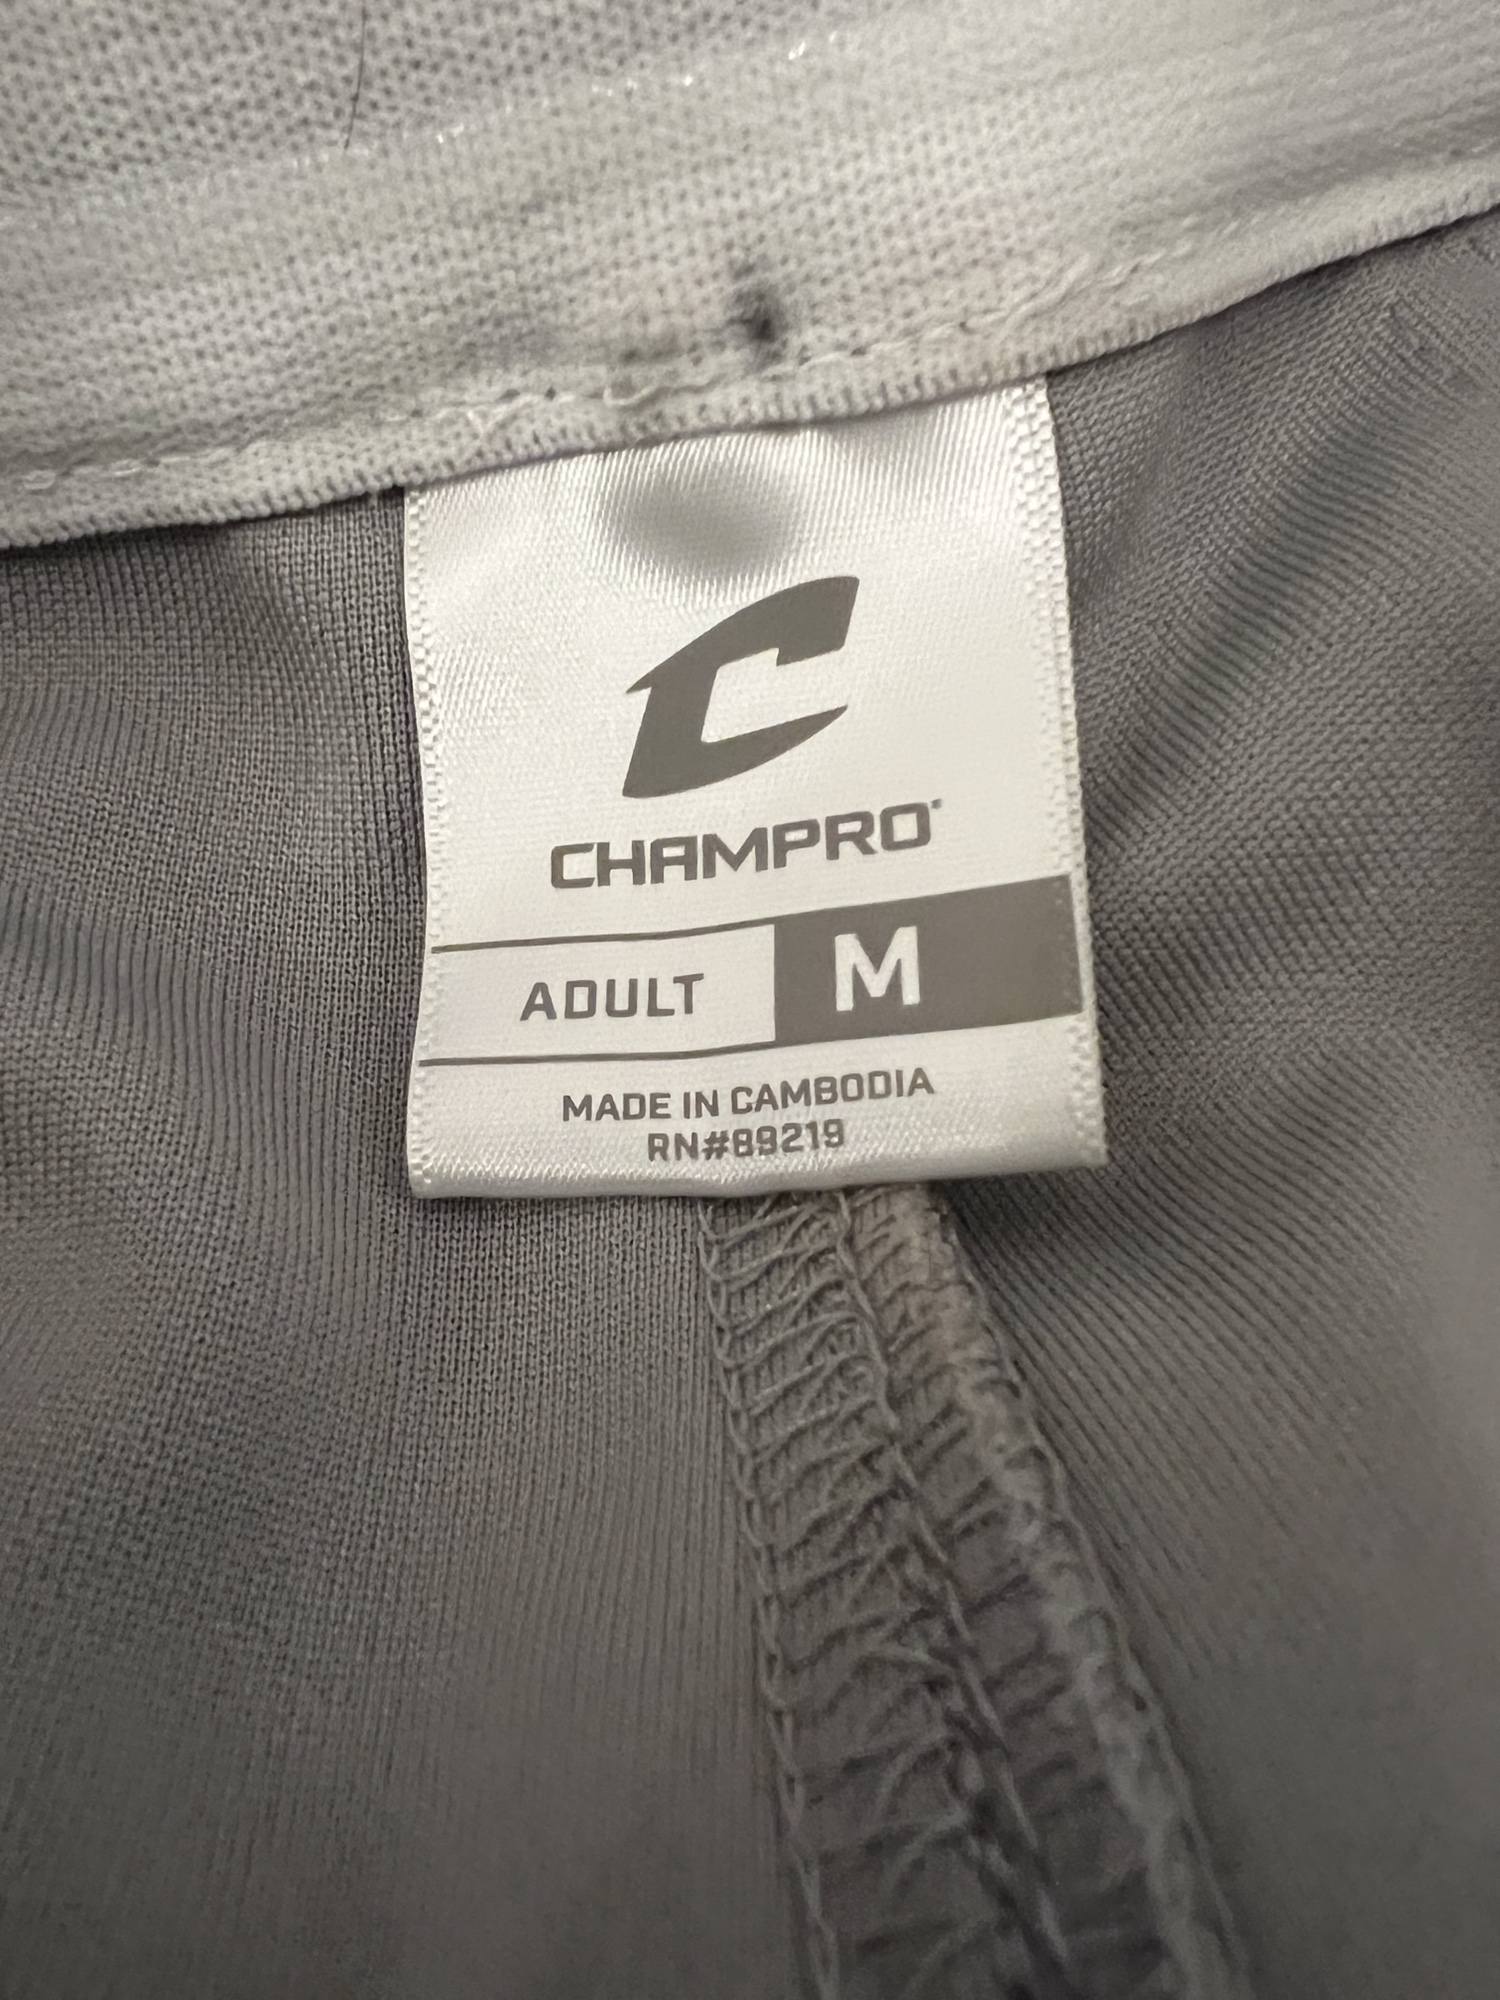 CHAMPRO
ADULT M
MADE IN CAMBODIA
RN#89219